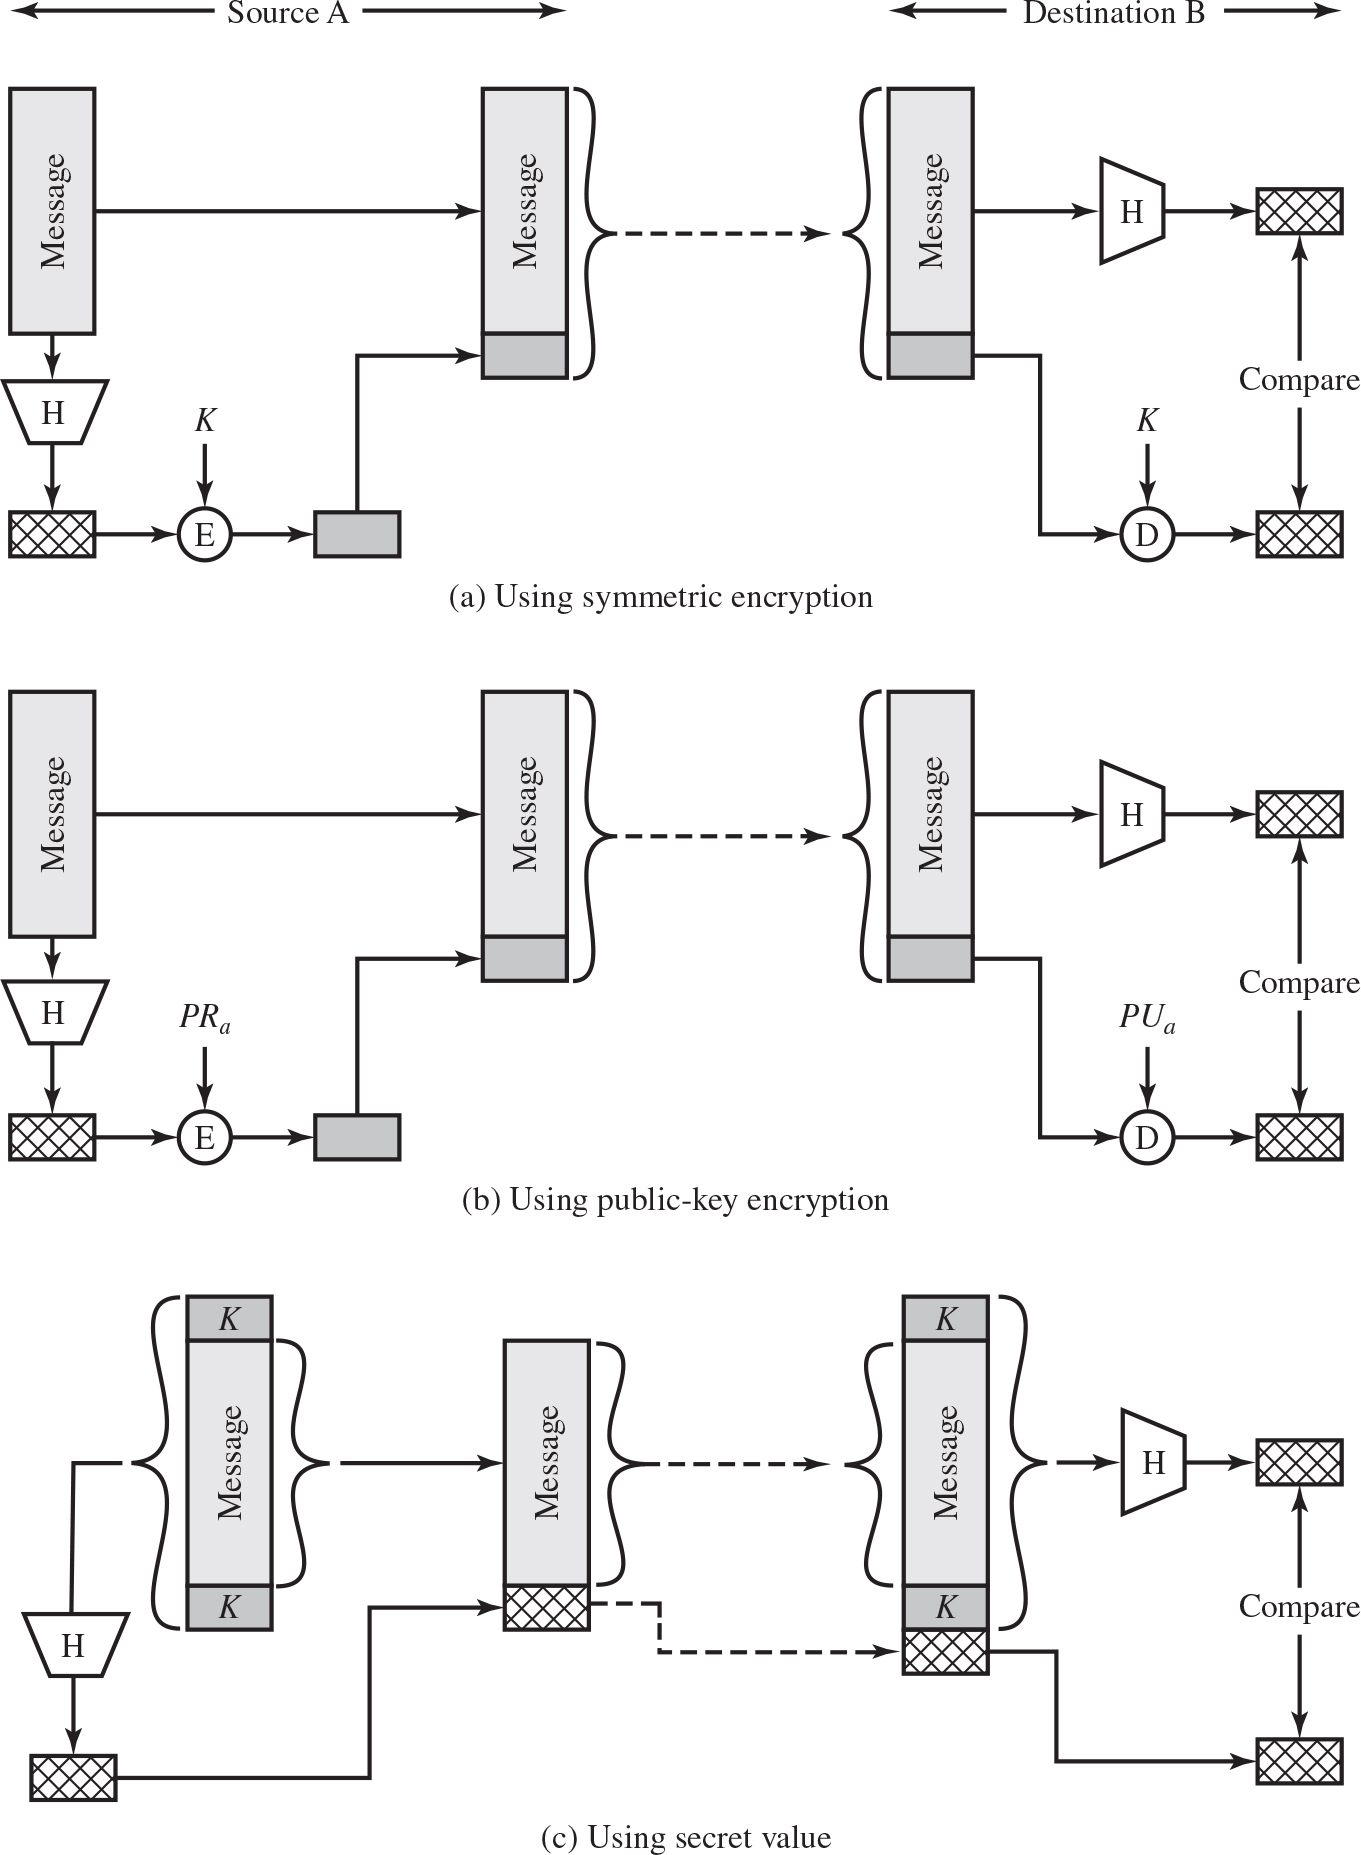 Source A
Destination B
Message
Message
Message
H
H
K
K
Compare
E
D
(a) Using symmetric encryption
Message
Message
Message
H
H
PRa
PUa
Compare
E
D
(b) Using public-key encryption
K
K
Message
Message
Message
H
K
K
Compare
H
(c) Using secret value